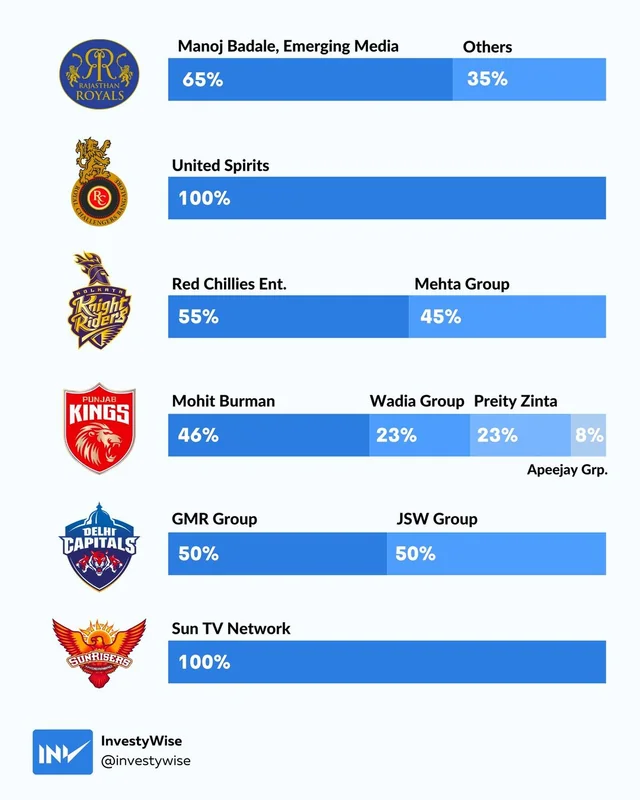 Manoj Badale, Emerging Media Others
RAJASTHAN
ROYALS
65% 35%
United Spirits
ROYAL CHALLENGERS BANGALORE
RC
100%
Red Chillies Ent. Mehta Group
KOLKATA
Knight
Riders
55% 45%
Mohit Burman Wadia Group Preity Zinta
PUNJAB
KINGS
46% 23% 23% 8%
Apeejay Grp.
GMR Group JSW Group
DELHI
CAPITALS
50% 50%
Sun TV Network
SUNRISERS
100%
INV
InvestyWise
@investywise